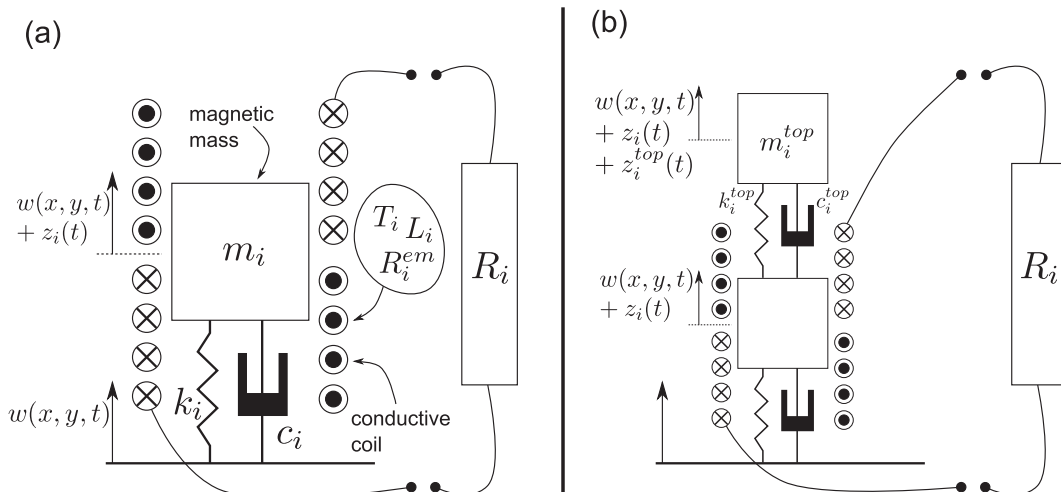 (a)
magnetic
mass
w(x, y, t)
+ z_i(t)
m_i
T_i L_i
R_i^{em}
R_i
w(x, y, t)
k_i
c_i
conductive
coil
(b)
w(x, y, t)
+ z_i(t)
+ z_i^{top}(t)
m_i^{top}
k_i^{top}
c_i^{top}
w(x, y, t)
+ z_i(t)
R_i